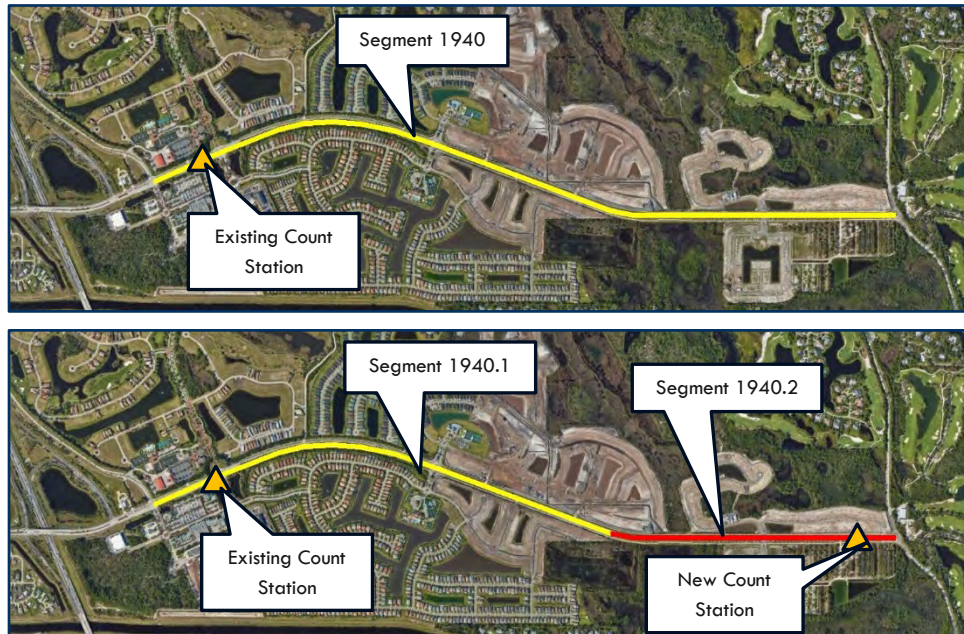 Segment 1940
Existing Count
Station
Segment 1940.1
Segment 1940.2
Existing Count
Station
New Count
Station